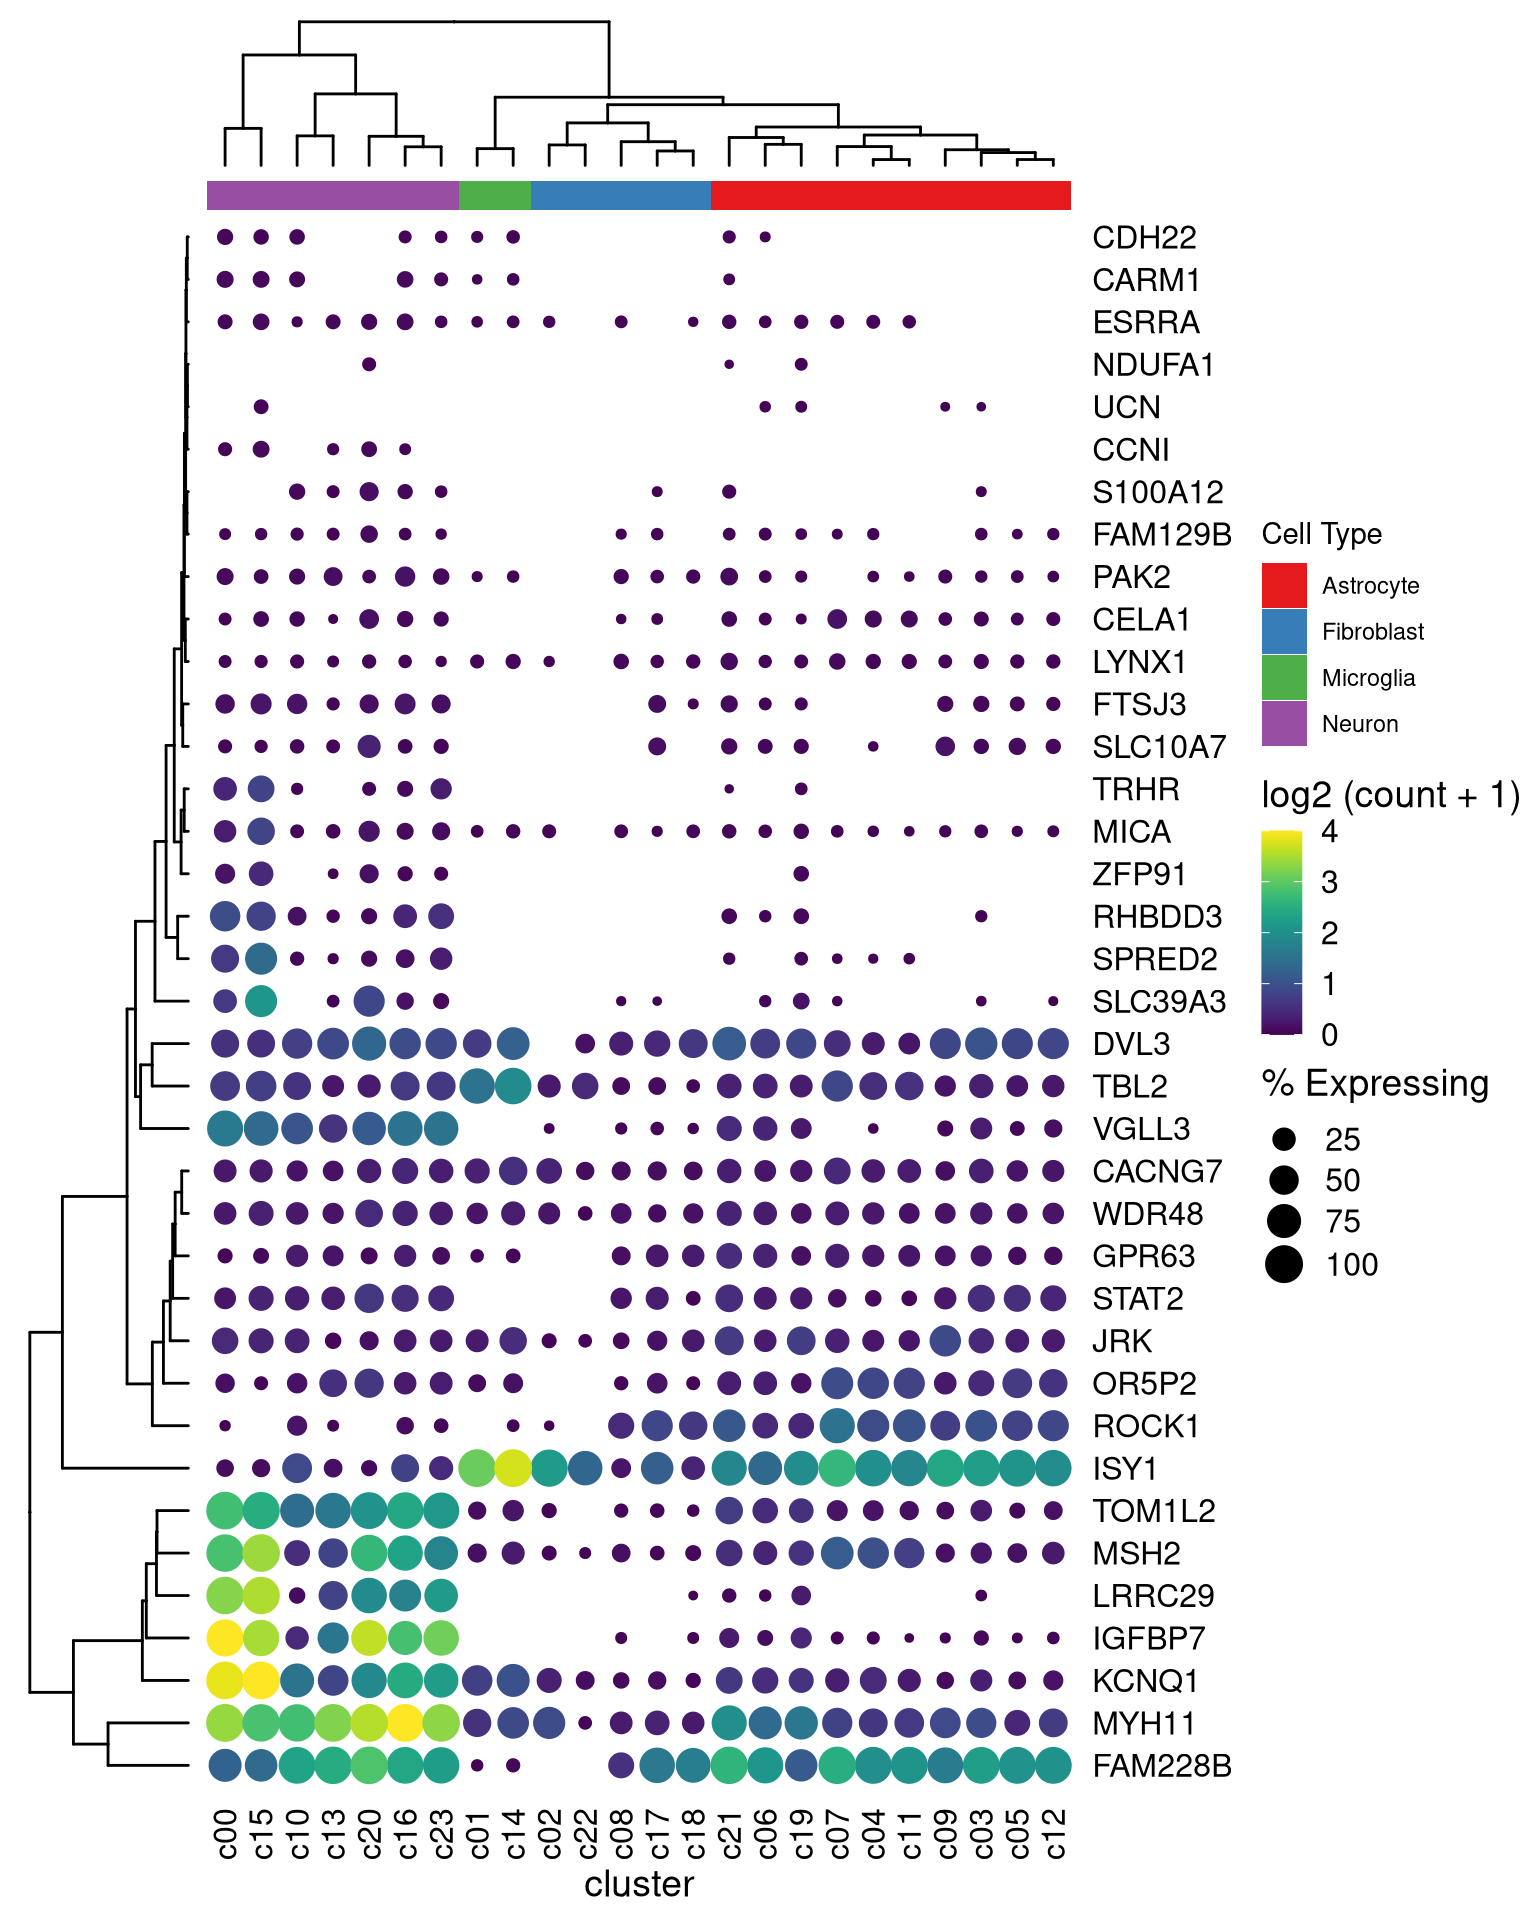 CDH22
CARM1
ESRRA
NDUFA1
UCN
CCNI
S100A12
FAM129B
PAK2
CELA1
LYNX1
FTSJ3
SLC10A7
TRHR
MICA
ZFP91
RHBDD3
SPRED2
SLC39A3
DVL3
TBL2
VGLL3
CACNG7
WDR48
GPR63
STAT2
JRK
OR5P2
ROCK1
ISY1
TOM1L2
MSH2
LRRC29
IGFBP7
KCNQ1
MYH11
FAM228B
c00 c15 c10 c13 c20 c16 c23 c01 c14 c02 c22 c08 c17 c18 c21 c06 c19 c07 c04 c11 c09 c03 c05 c12
cluster
Cell Type
Astrocyte
Fibroblast
Microglia
Neuron
log2 (count + 1)
4
3
2
1
0
% Expressing
25
50
75
100